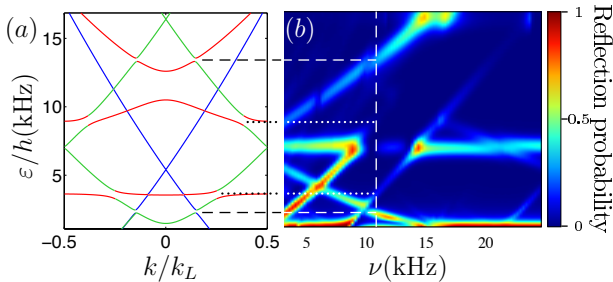 (a)
15
10
5
ε/h(kHz)
-0.5
0
0.5
k/k_L
(b)
5
10
15
20
ν(kHz)
1
0.5
0
Reflection probability